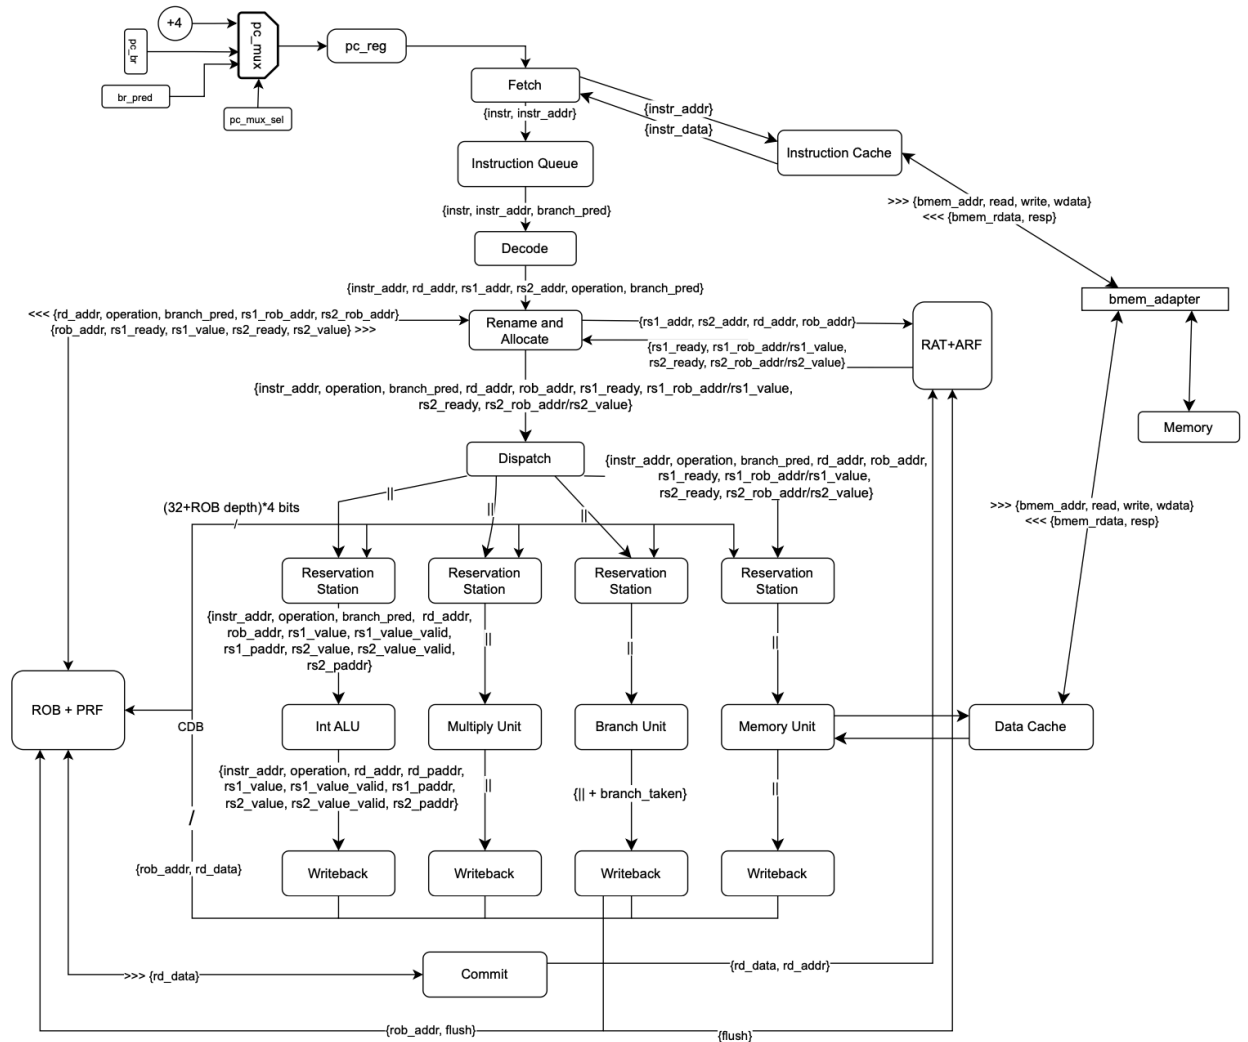 +4
pc_br
pc_mux
br_pred
pc_mux_sel
pc_reg
Fetch
{instr, instr_addr}
{instr_addr}
{instr_data}
Instruction Cache
Instruction Queue
>>> {bmem_addr, read, write, wdata}
<<< {bmem_rdata, resp}
{instr, instr_addr, branch_pred}
Decode
{instr_addr, rd_addr, rs1_addr, rs2_addr, operation, branch_pred}
bmem_adapter
<<< {rd_addr, operation, branch_pred, rs1_rob_addr, rs2_rob_addr}
{rob_addr, rs1_ready, rs1_value, rs2_ready, rs2_value} >>>
Rename and
Allocate
{rs1_addr, rs2_addr, rd_addr, rob_addr}
{rs1_ready, rs1_rob_addr/rs1_value,
rs2_ready, rs2_rob_addr/rs2_value}
RAT+ARF
{instr_addr, operation, branch_pred, rd_addr, rob_addr, rs1_ready, rs1_rob_addr/rs1_value,
rs2_ready, rs2_rob_addr/rs2_value}
Memory
Dispatch
{instr_addr, operation, branch_pred, rd_addr, rob_addr,
rs1_ready, rs1_rob_addr/rs1_value,
rs2_ready, rs2_rob_addr/rs2_value}
||
||
||
(32+ROB depth)*4 bits
/
>>> {bmem_addr, read, write, wdata}
<<< {bmem_rdata, resp}
Reservation
Station
Reservation
Station
Reservation
Station
Reservation
Station
{instr_addr, operation, branch_pred, rd_addr,
rob_addr, rs1_value, rs1_value_valid,
rs1_paddr, rs2_value, rs2_value_valid,
rs2_paddr}
||
||
||
ROB + PRF
CDB
Int ALU
Multiply Unit
Branch Unit
Memory Unit
Data Cache
{instr_addr, operation, rd_addr, rd_paddr,
rs1_value, rs1_value_valid, rs1_paddr,
rs2_value, rs2_value_valid, rs2_paddr}
||
{|| + branch_taken}
||
/
{rob_addr, rd_data}
Writeback
Writeback
Writeback
Writeback
>>> {rd_data}
Commit
{rd_data, rd_addr}
{rob_addr, flush}
{flush}